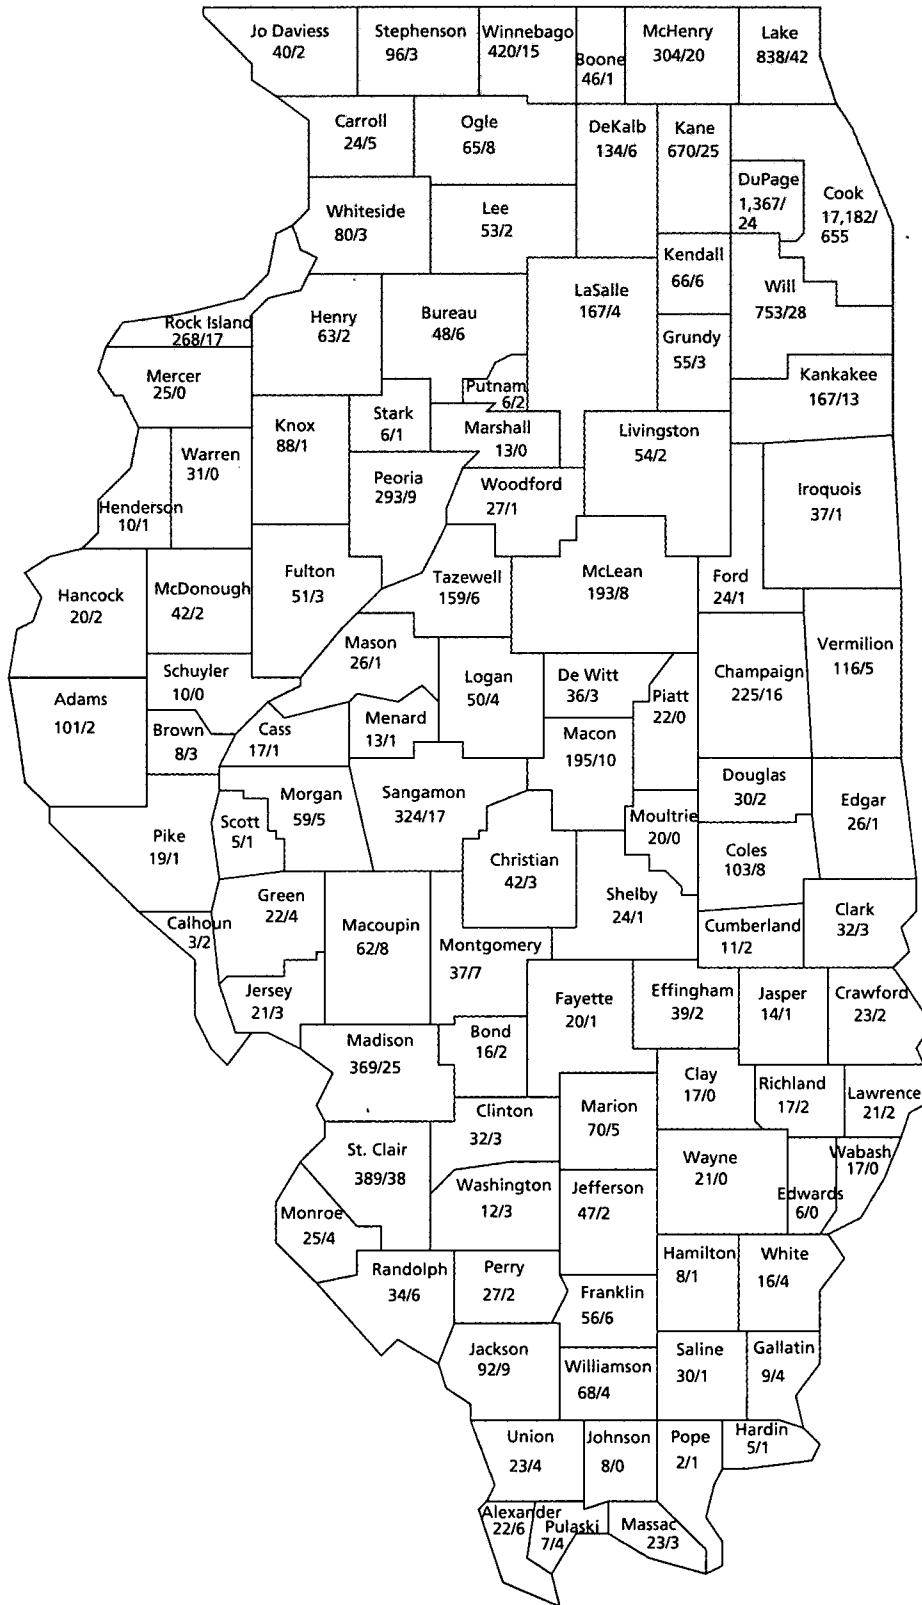 Jo Daviess
40/2
Stephenson
96/3
Winnebago
420/15
Boone
46/1
McHenry
304/20
Lake
838/42
Carroll
24/5
Ogle
65/8
DeKalb
134/6
Kane
670/25
DuPage
1,367/
24
Cook
17,182/
655
Whiteside
80/3
Lee
53/2
Kendall
66/6
Will
753/28
Rock Island
268/17
Henry
63/2
Bureau
48/6
LaSalle
167/4
Grundy
55/3
Mercer
25/0
Putnam
6/2
Kankakee
167/13
Stark
6/1
Knox
88/1
Warren
31/0
Marshall
13/0
Livingston
54/2
Henderson
10/1
Peoria
293/9
Woodford
27/1
Iroquois
37/1
Hancock
20/2
McDonough
42/2
Fulton
51/3
Tazewell
159/6
McLean
193/8
Ford
24/1
Schuyler
10/0
Mason
26/1
Logan
50/4
De Witt
36/3
Piatt
22/0
Champaign
225/16
Vermilion
116/5
Adams
101/2
Brown
8/3
Cass
17/1
Menard
13/1
Macon
195/10
Pike
19/1
Scott
5/1
Morgan
59/5
Sangamon
324/17
Christian
42/3
Moultrie
20/0
Douglas
30/2
Edgar
26/1
Coles
103/8
Shelby
24/1
Calhoun
3/2
Green
22/4
Macoupin
62/8
Montgomery
37/7
Cumberland
11/2
Clark
32/3
Jersey
21/3
Fayette
20/1
Effingham
39/2
Jasper
14/1
Crawford
23/2
Madison
369/25
Bond
16/2
Clay
17/0
Richland
17/2
Lawrence
21/2
Clinton
32/3
Marion
70/5
St. Clair
389/38
Washington
12/3
Jefferson
47/2
Wayne
21/0
Edwards
6/0
Wabash
17/0
Monroe
25/4
Randolph
34/6
Perry
27/2
Franklin
56/6
Hamilton
8/1
White
16/4
Jackson
92/9
Williamson
68/4
Saline
30/1
Gallatin
9/4
Union
23/4
Johnson
8/0
Pope
2/1
Hardin
5/1
Alexander
22/6
Pulaski
7/4
Massac
23/3